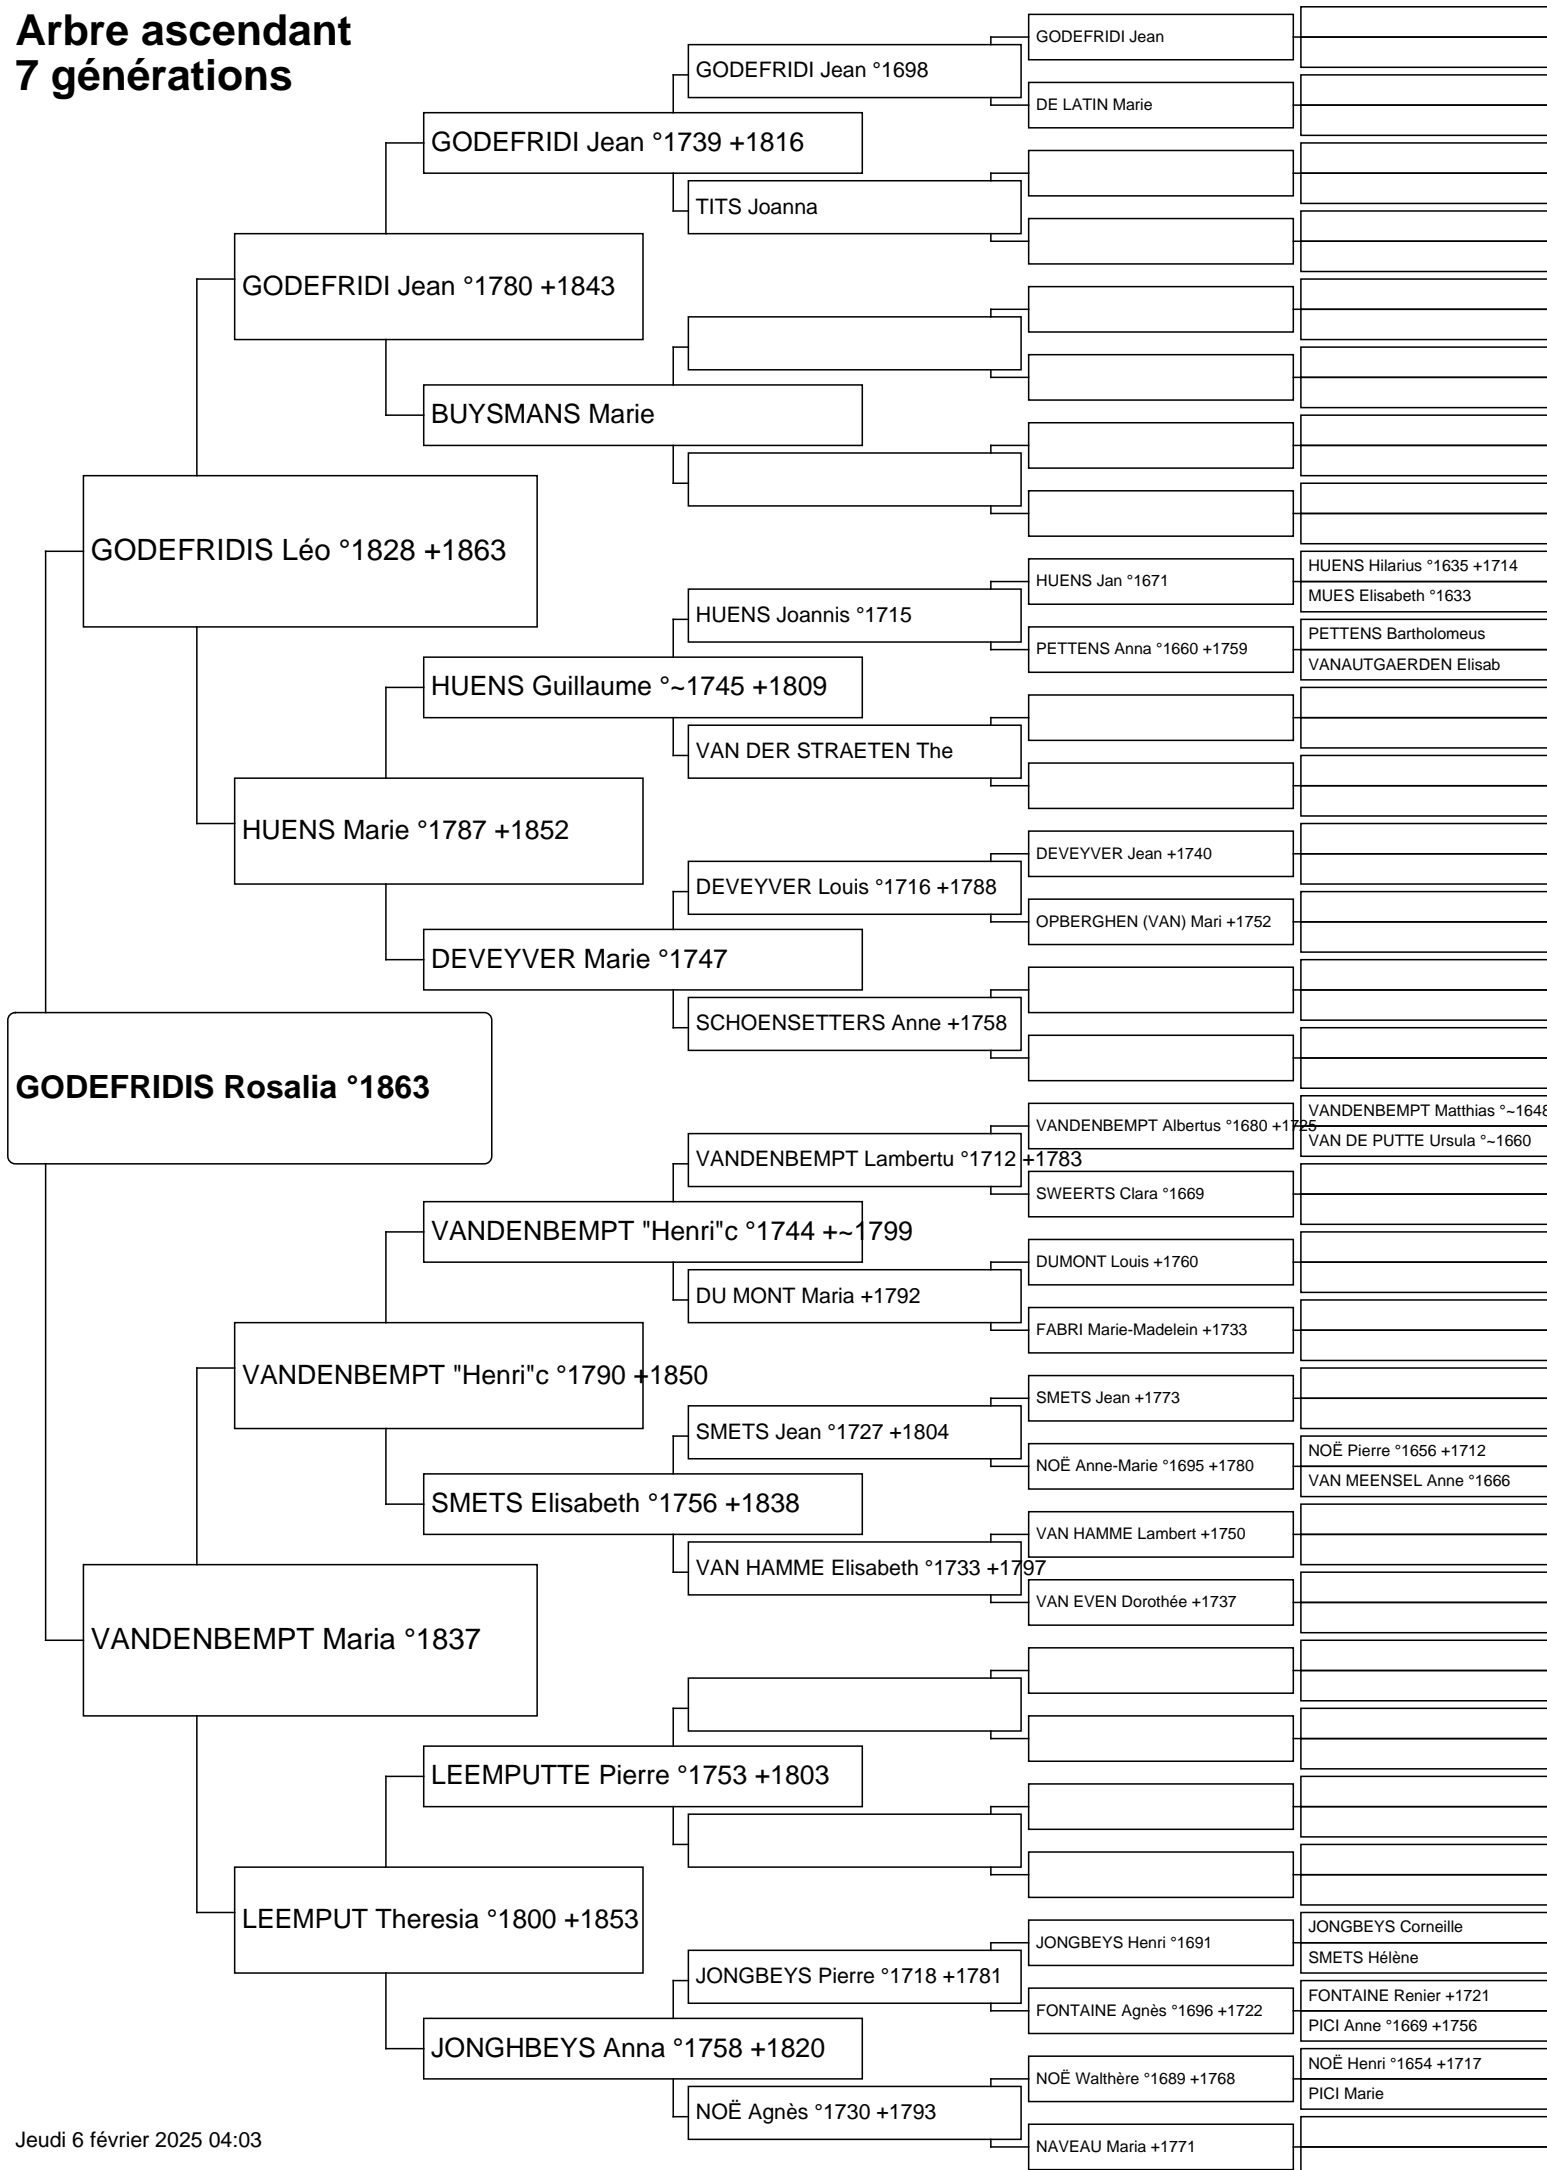 Arbre ascendant
7 générations
GODEFRIDI Jean
GODEFRIDI Jean °1698
DE LATIN Marie
GODEFRIDI Jean °1739 +1816
TITS Joanna
GODEFRIDI Jean °1780 +1843
BUYSMANS Marie
GODEFRIDIS Léo °1828 +1863
HUENS Hilarius °1635 +1714
HUENS Jan °1671
MUES Elisabeth °1633
HUENS Joannis °1715
PETTENS Bartholomeus
PETTENS Anna °1660 +1759
VANAUTGAERDEN Elisab
HUENS Guillaume °~1745 +1809
VAN DER STRAETEN The
HUENS Marie °1787 +1852
DEVEYVER Jean +1740
DEVEYVER Louis °1716 +1788
OPBERGHEN (VAN) Mari +1752
DEVEYVER Marie °1747
SCHOENSETTERS Anne +1758
GODEFRIDIS Rosalia °1863
VANDENBEMPT Matthias °~1648
VANDENBEMPT Albertus °1680 +1725
VAN DE PUTTE Ursula °~1660
VANDENBEMPT Lambertu °1712 +1783
SWEERTS Clara °1669
VANDENBEMPT "Henri"c °1744 +~1799
DUMONT Louis +1760
DU MONT Maria +1792
FABRI Marie-Madelein +1733
VANDENBEMPT "Henri"c °1790 +1850
SMETS Jean +1773
SMETS Jean °1727 +1804
NOË Pierre °1656 +1712
NOË Anne-Marie °1695 +1780
VAN MEENSEL Anne °1666
SMETS Elisabeth °1756 +1838
VAN HAMME Lambert +1750
VAN HAMME Elisabeth °1733 +1797
VAN EVEN Dorothée +1737
VANDENBEMPT Maria °1837
LEEMPUTTE Pierre °1753 +1803
LEEMPUT Theresia °1800 +1853
JONGBEYS Corneille
JONGBEYS Henri °1691
SMETS Hélène
JONGBEYS Pierre °1718 +1781
FONTAINE Renier +1721
FONTAINE Agnès °1696 +1722
PICI Anne °1669 +1756
JONGHBEYS Anna °1758 +1820
NOË Henri °1654 +1717
NOË Walthère °1689 +1768
PICI Marie
NOË Agnès °1730 +1793
NAVEAU Maria +1771
Jeudi 6 février 2025 04:03